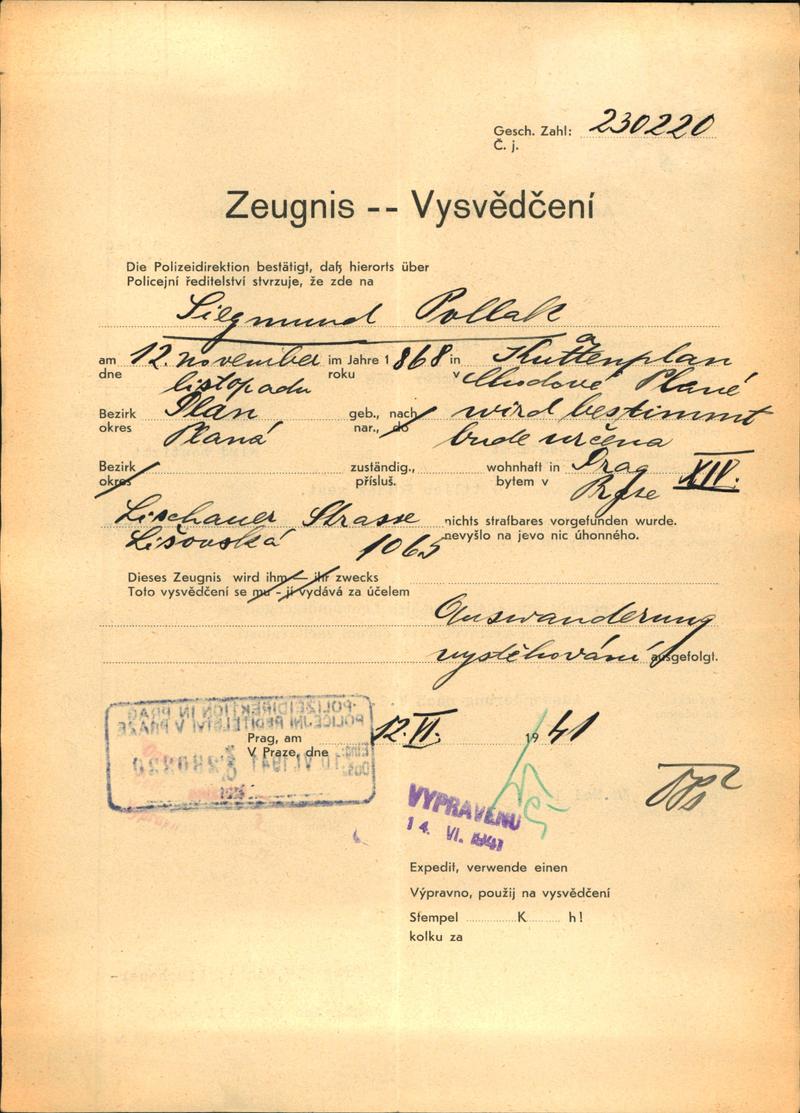 Gesch. Zahl: 230220
Č. j.
Zeugnis -- Vysvědčení
Die Polizeidirektion bestätigt, daß hierorts über
Policejní ředitelství stvrzuje, že zde na
Siegmund Pollak
am 12. november im Jahre 1868 in Kuttenplan
dne listopadu roku v Chodové Plané
Bezirk Plan geb., nach wird bestimmt
okres Planá nar., do bude určena
Bezirk zuständig., wohnhaft in Prag XIV.
okres přísluš. bytem v Praze
Lischauer Strasse nichts strafbares vorgefunden wurde.
Lišovská 1065 nevyšlo na jevo nic úhonného.
Dieses Zeugnis wird ihm — ihr zwecks
Toto vysvědčení se mu - jí vydává za účelem
Auswanderung
vystěhování ausgefolgt.
POLIZEIDIREKTION IN PRAG
POLICEJNÍ ŘEDITELSTVÍ V PRAZE
10. VI. 1941
Prag, am 12. VI. 1941
V Praze, dne
VYPRAVENO
14. VI. 1941
Expedit, verwende einen
Výpravno, použij na vysvědčení
Stempel K h!
kolku za